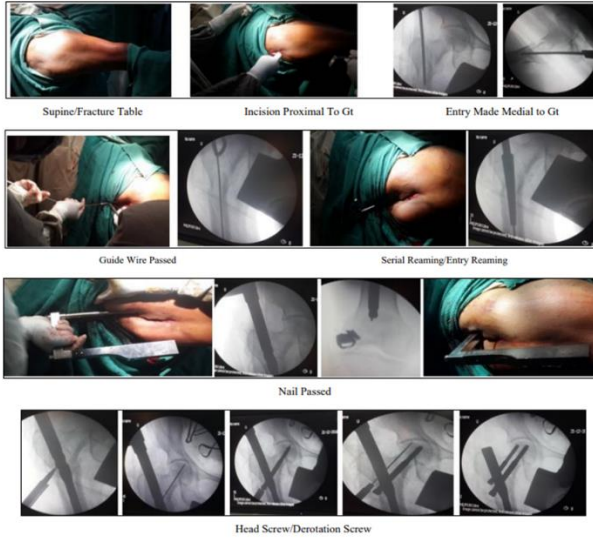 Supine/Fracture Table
Incision Proximal To Gt
Entry Made Medial to Gt
Guide Wire Passed
Serial Reaming/Entry Reaming
Nail Passed
Head Screw/Derotation Screw